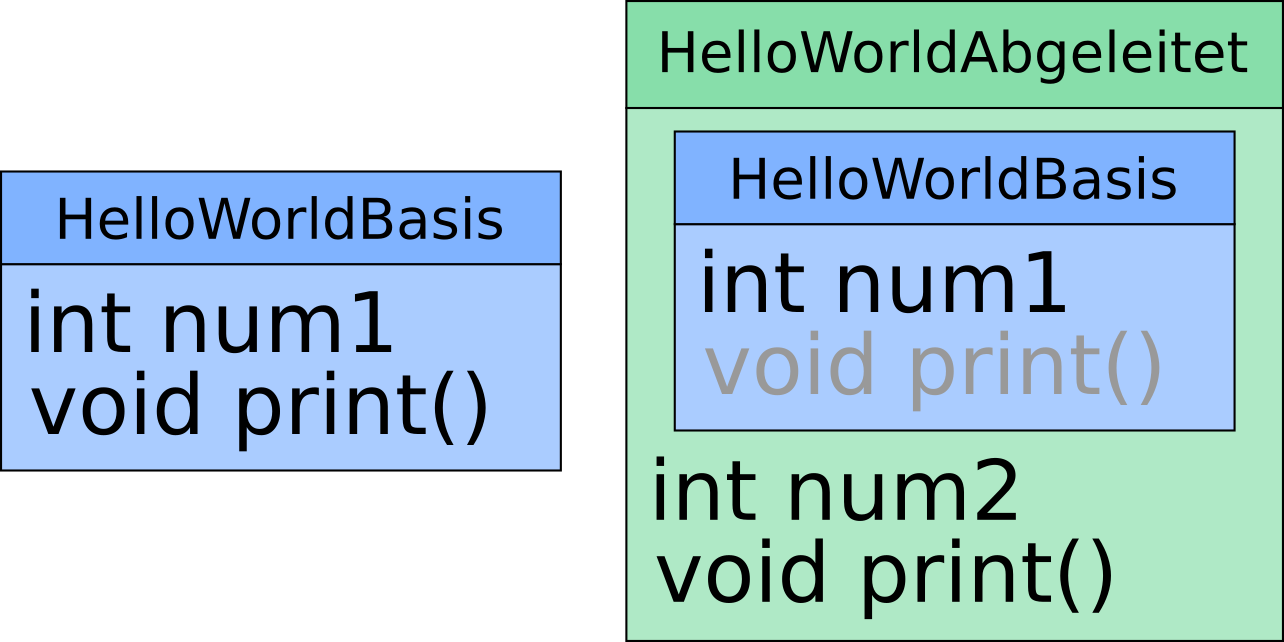 HelloWorldBasis
int num1
void print()
HelloWorldAbgeleitet
HelloWorldBasis
int num1
void print()
int num2
void print()